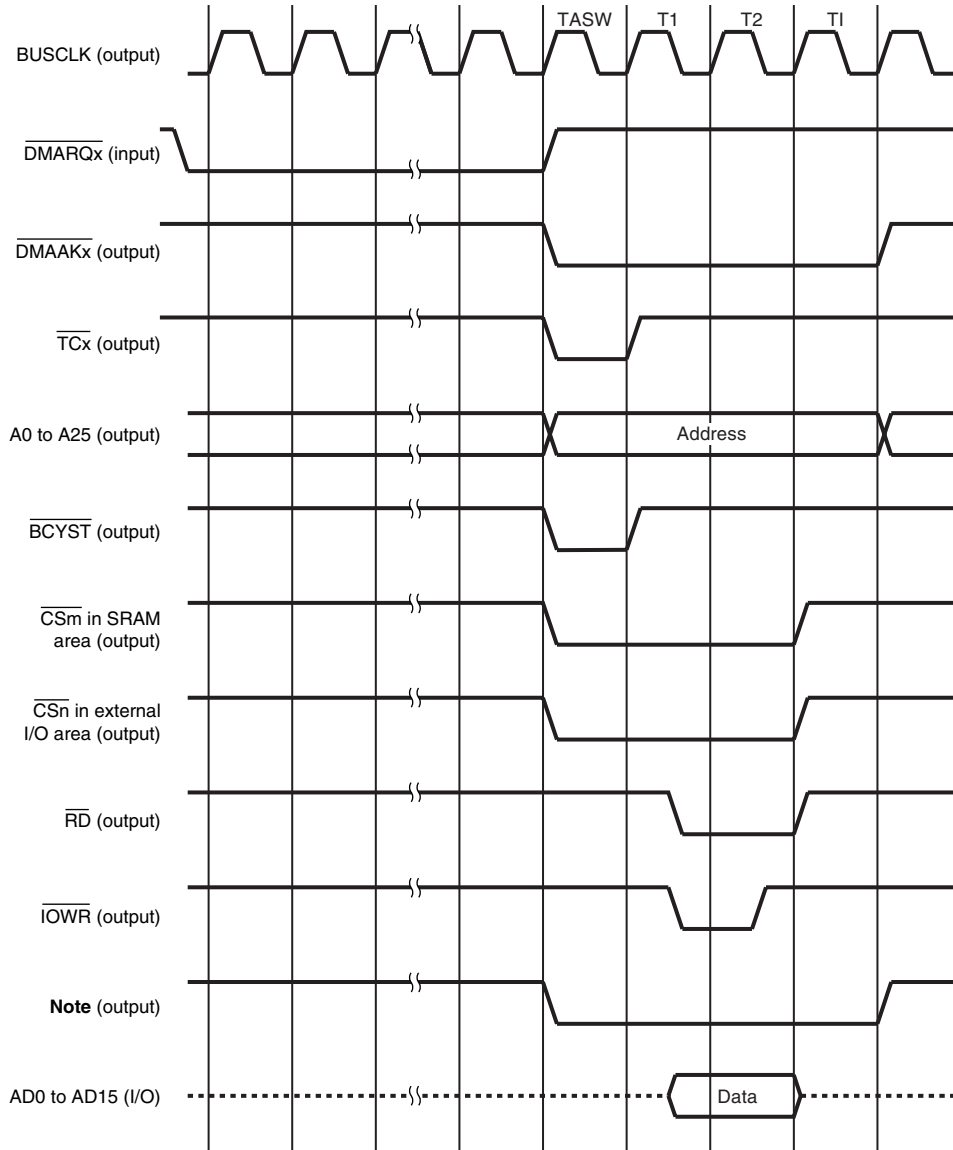 TASW T1 T2 TI
BUSCLK (output)
DMARQx (input)
DMAAKx (output)
TCx (output)
A0 to A25 (output)
Address
BCYST (output)
CSm in SRAM
area (output)
CSn in external
I/O area (output)
RD (output)
IOWR (output)
Note (output)
AD0 to AD15 (I/O)
Data